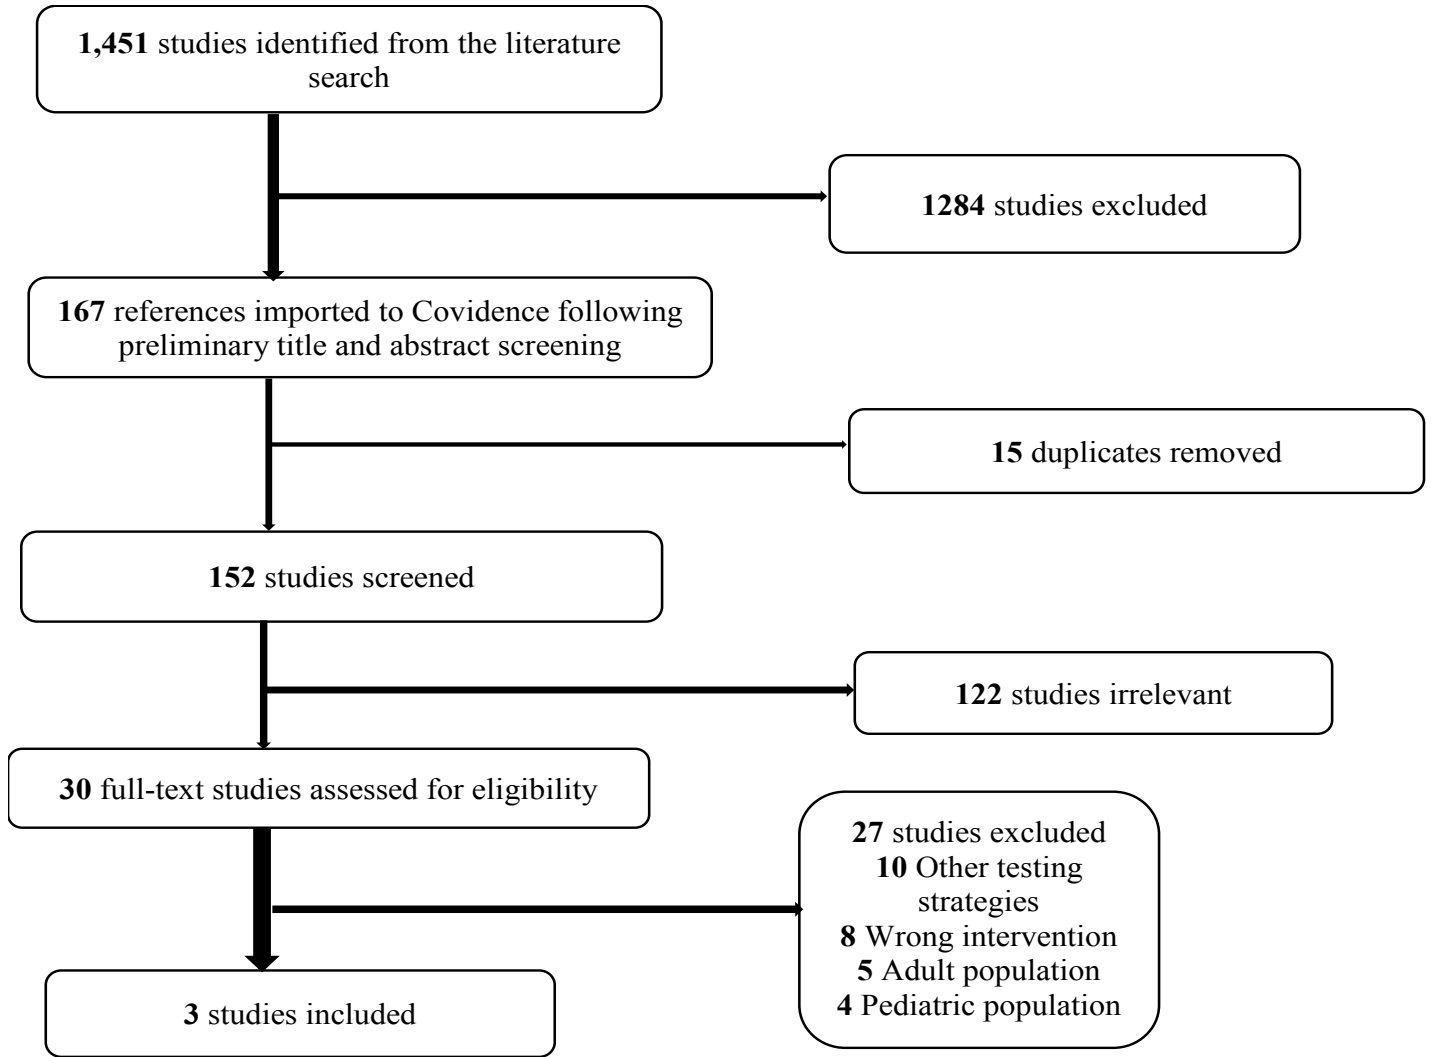 1,451 studies identified from the literature
search
1284 studies excluded
167 references imported to Covidence following
preliminary title and abstract screening
15 duplicates removed
152 studies screened
122 studies irrelevant
30 full-text studies assessed for eligibility
27 studies excluded
10 Other testing
strategies
8 Wrong intervention
5 Adult population
4 Pediatric population
3 studies included